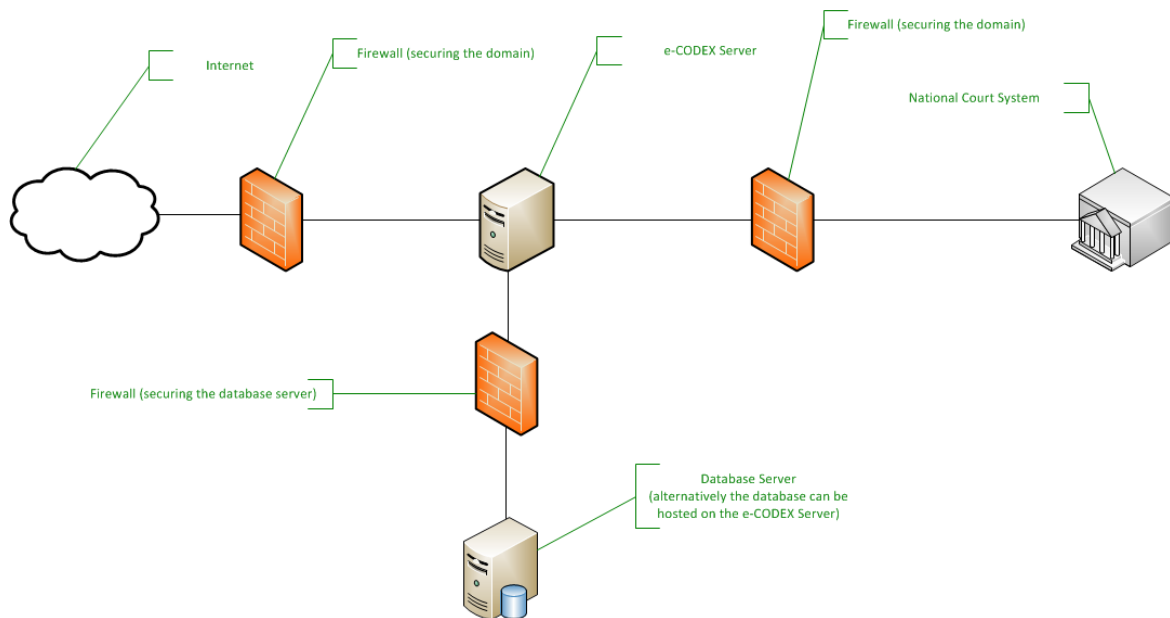 Internet
Firewall (securing the domain)
e-CODEX Server
Firewall (securing the domain)
National Court System
Firewall (securing the database server)
Database Server
(alternatively the database can be
hosted on the e-CODEX Server)